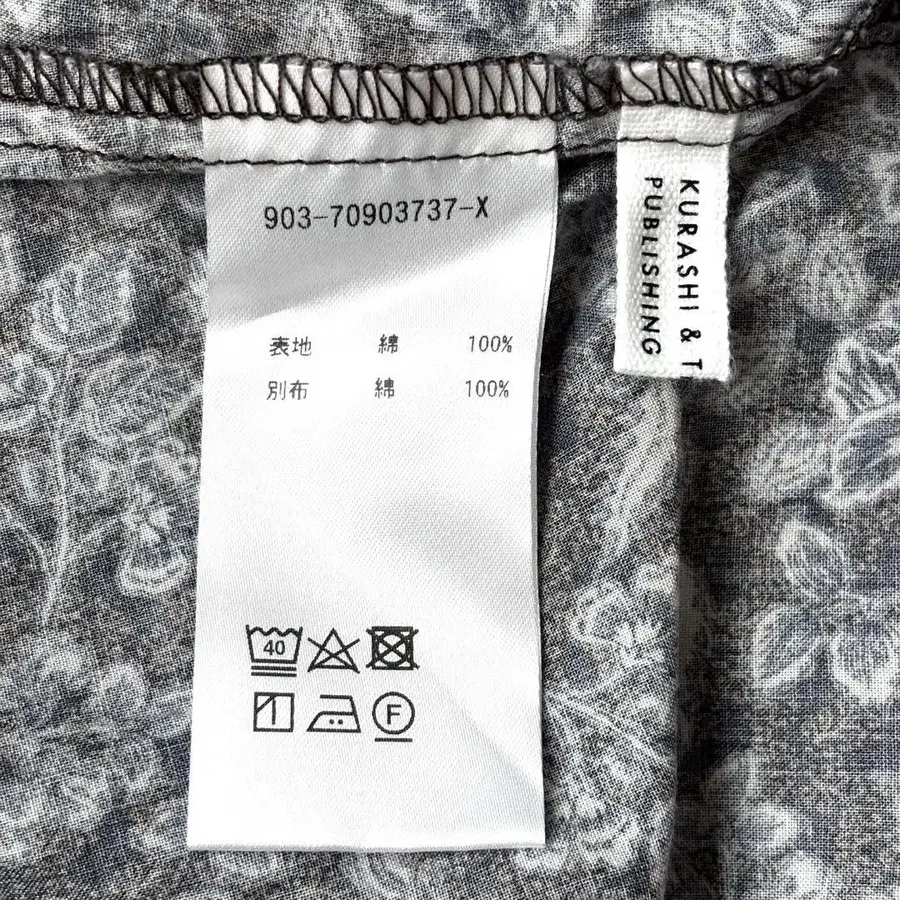 903-70903737-X
表地 綿 100%
別布 綿 100%
40
F
KURASHI & T
PUBLISHING